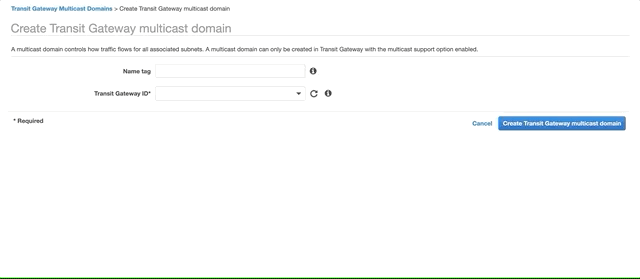 Transit Gateway Multicast Domains > Create Transit Gateway multicast domain
Create Transit Gateway multicast domain
A multicast domain controls how traffic flows for all associated subnets. A multicast domain can only be created in Transit Gateway with the multicast support option enabled.
Name tag
Transit Gateway ID*
* Required
Cancel
Create Transit Gateway multicast domain